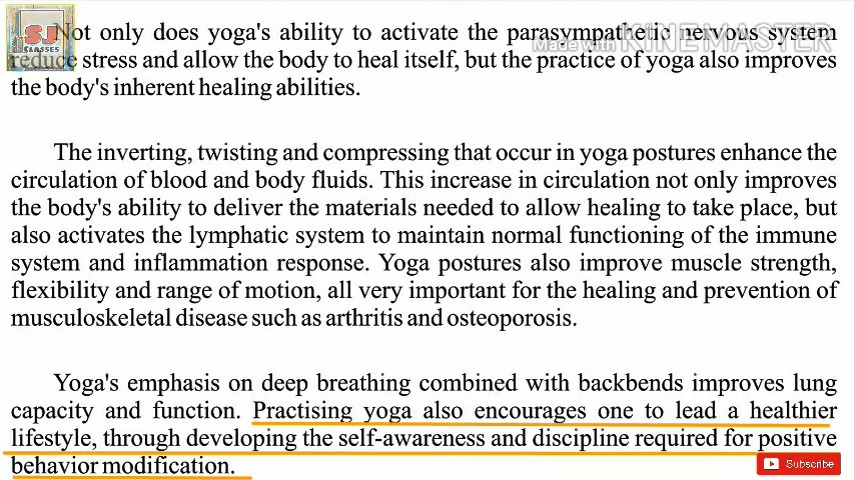 SJ
CLASSES
Made with KINEMASTER
Not only does yoga's ability to activate the parasympathetic nervous system
reduce stress and allow the body to heal itself, but the practice of yoga also improves
the body's inherent healing abilities.
The inverting, twisting and compressing that occur in yoga postures enhance the
circulation of blood and body fluids. This increase in circulation not only improves
the body's ability to deliver the materials needed to allow healing to take place, but
also activates the lymphatic system to maintain normal functioning of the immune
system and inflammation response. Yoga postures also improve muscle strength,
flexibility and range of motion, all very important for the healing and prevention of
musculoskeletal disease such as arthritis and osteoporosis.
Yoga's emphasis on deep breathing combined with backbends improves lung
capacity and function. Practising yoga also encourages one to lead a healthier
lifestyle, through developing the self-awareness and discipline required for positive
behavior modification.
Subscribe